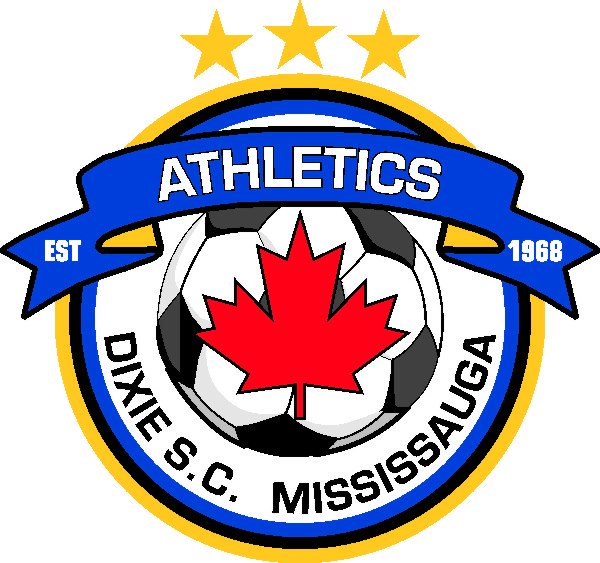 ATHLETICS
EST 1968
DIXIE S.C. MISSISSAUGA